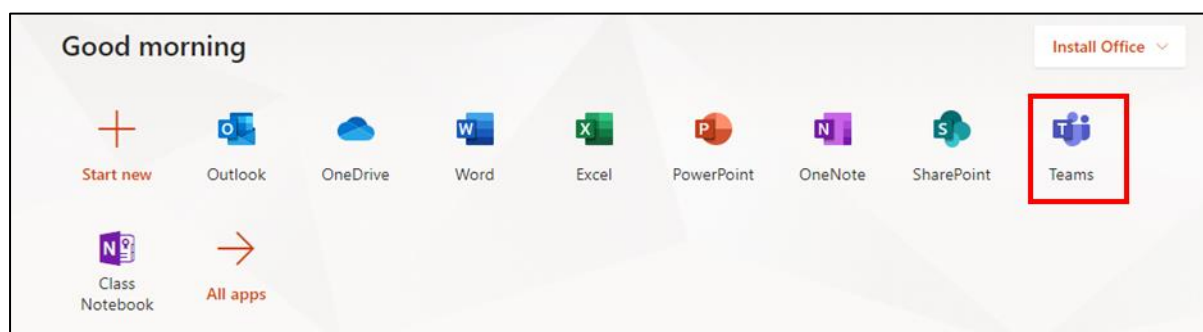 Good morning
Install Office
Start new
Outlook
OneDrive
Word
Excel
PowerPoint
OneNote
SharePoint
Teams
Class
Notebook
All apps